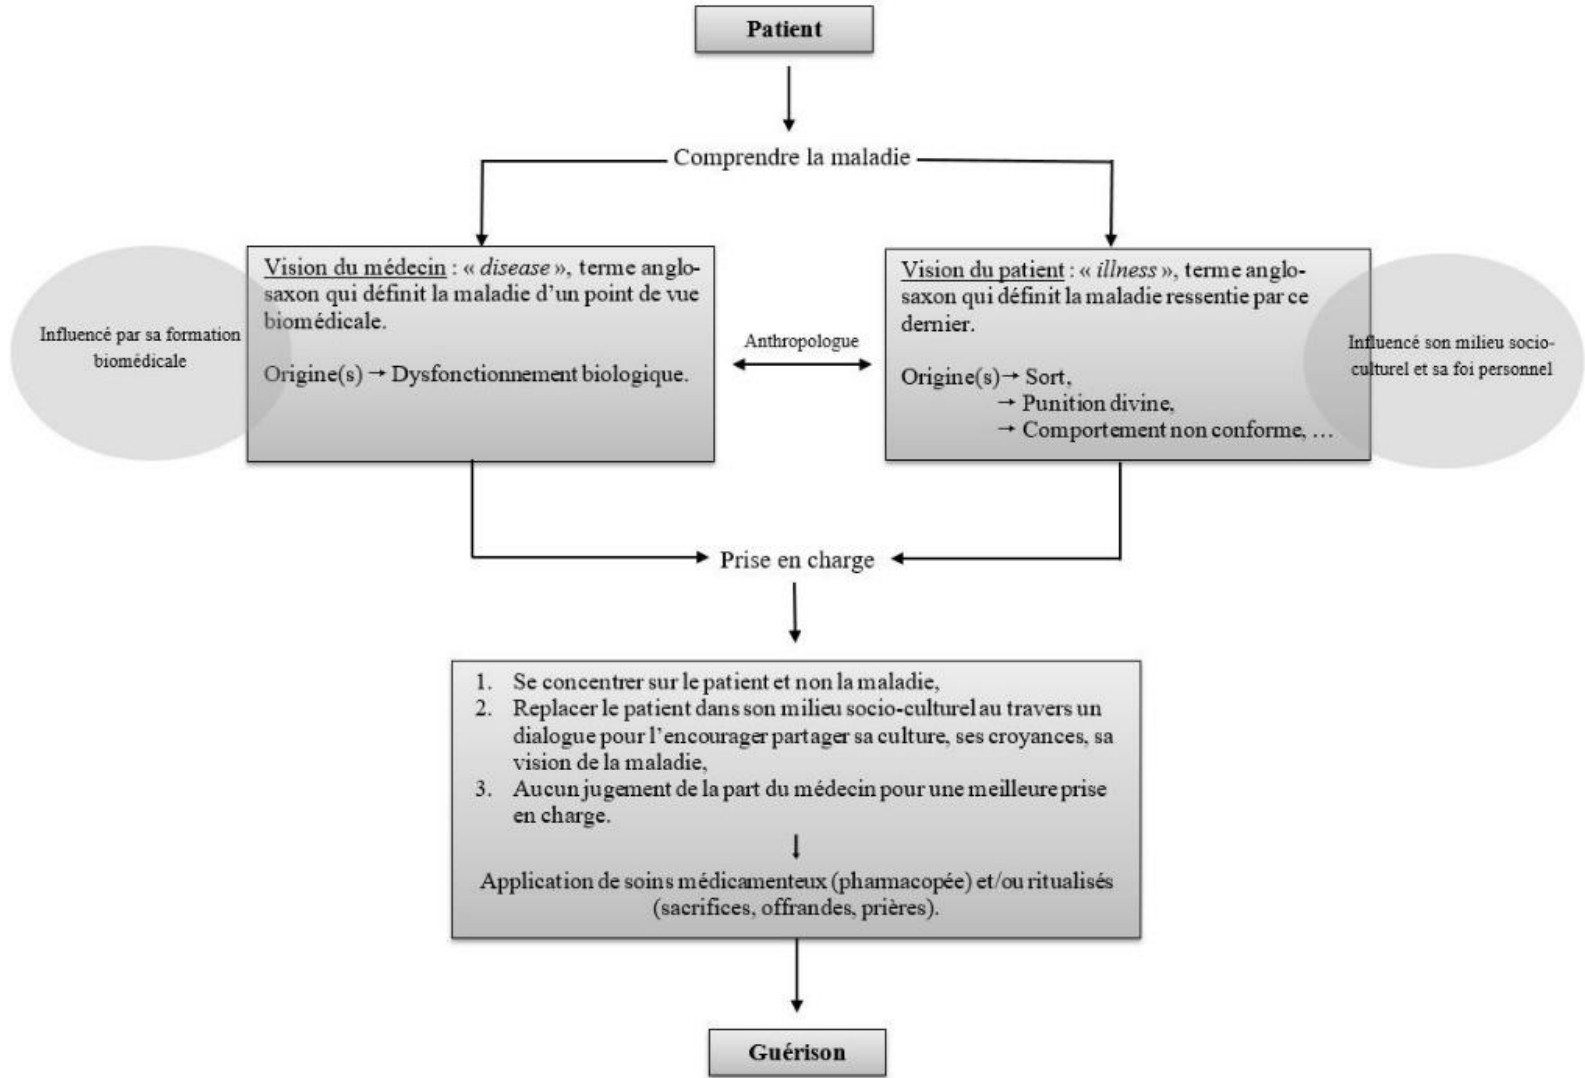 Patient
Comprendre la maladie
Influencé par sa formation
biomédicale
Vision du médecin : « disease », terme anglo-
saxon qui définit la maladie d’un point de vue
biomédicale.
Origine(s) → Dysfonctionnement biologique.
Anthropologue
Vision du patient : « illness », terme anglo-
saxon qui définit la maladie ressentie par ce
dernier.
Origine(s) → Sort,
→ Punition divine,
→ Comportement non conforme, …
Influencé son milieu socio-
culturel et sa foi personnel
Prise en charge
1. Se concentrer sur le patient et non la maladie,
2. Replacer le patient dans son milieu socio-culturel au travers un
dialogue pour l’encourager partager sa culture, ses croyances, sa
vision de la maladie,
3. Aucun jugement de la part du médecin pour une meilleure prise
en charge.
Application de soins médicamenteux (pharmacopée) et/ou ritualisés
(sacrifices, offrandes, prières).
Guérison